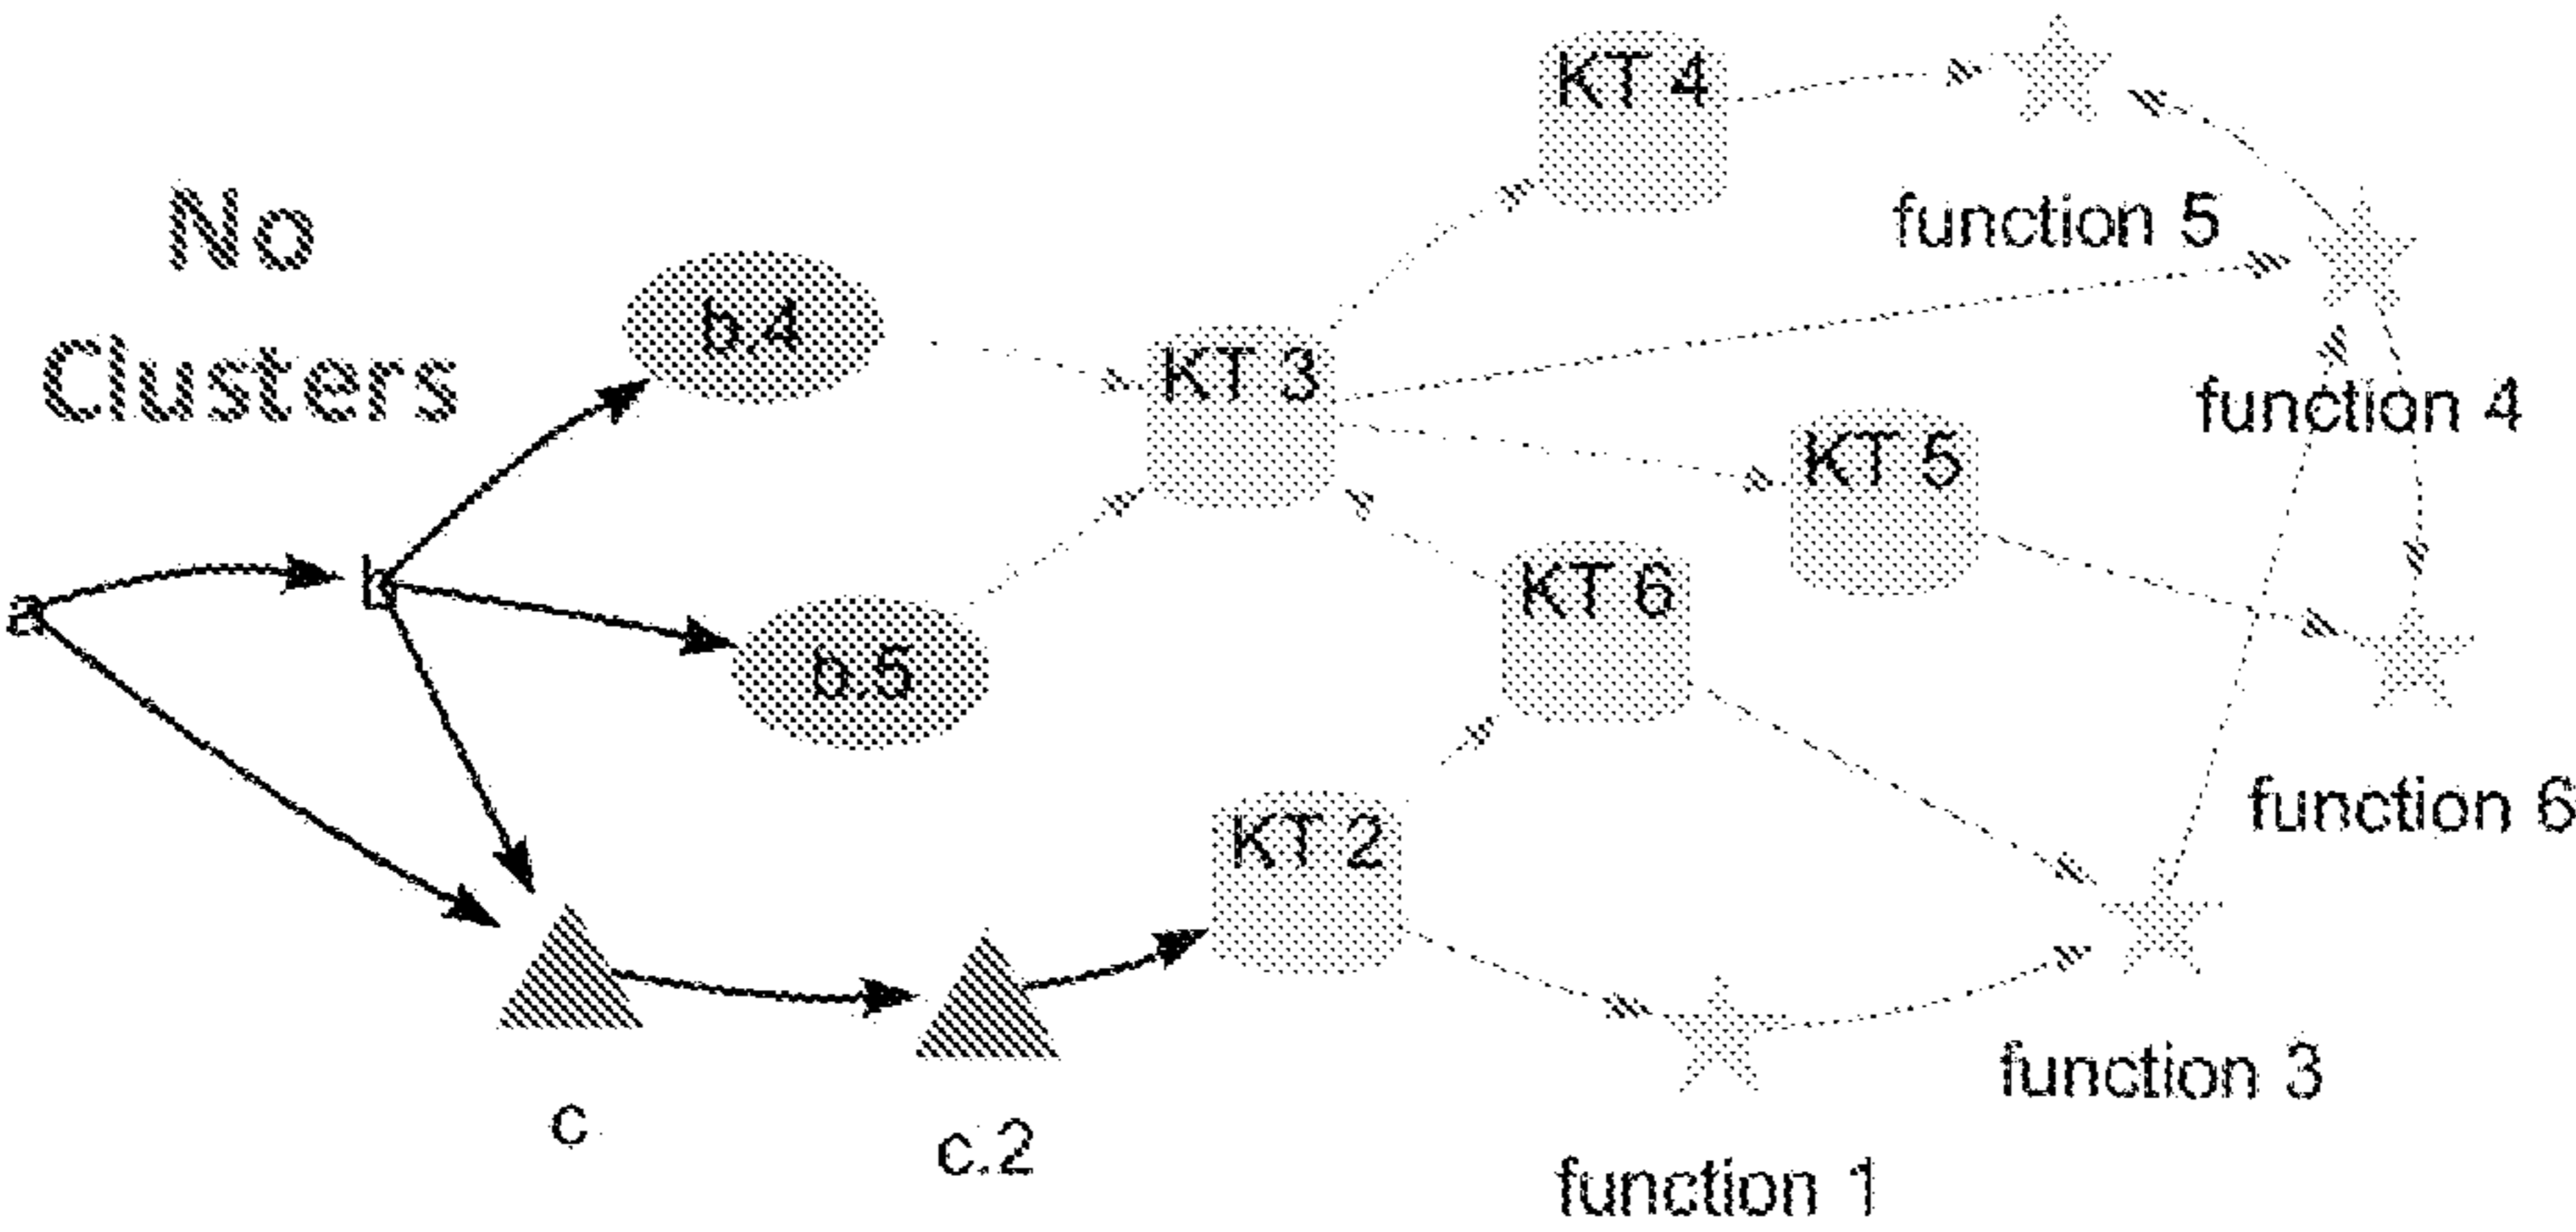 No
Clusters
a
b
b.4
b.5
c
c.2
KT 3
KT 4
KT 5
KT 6
KT 2
function 5
function 4
function 6
function 3
function 1